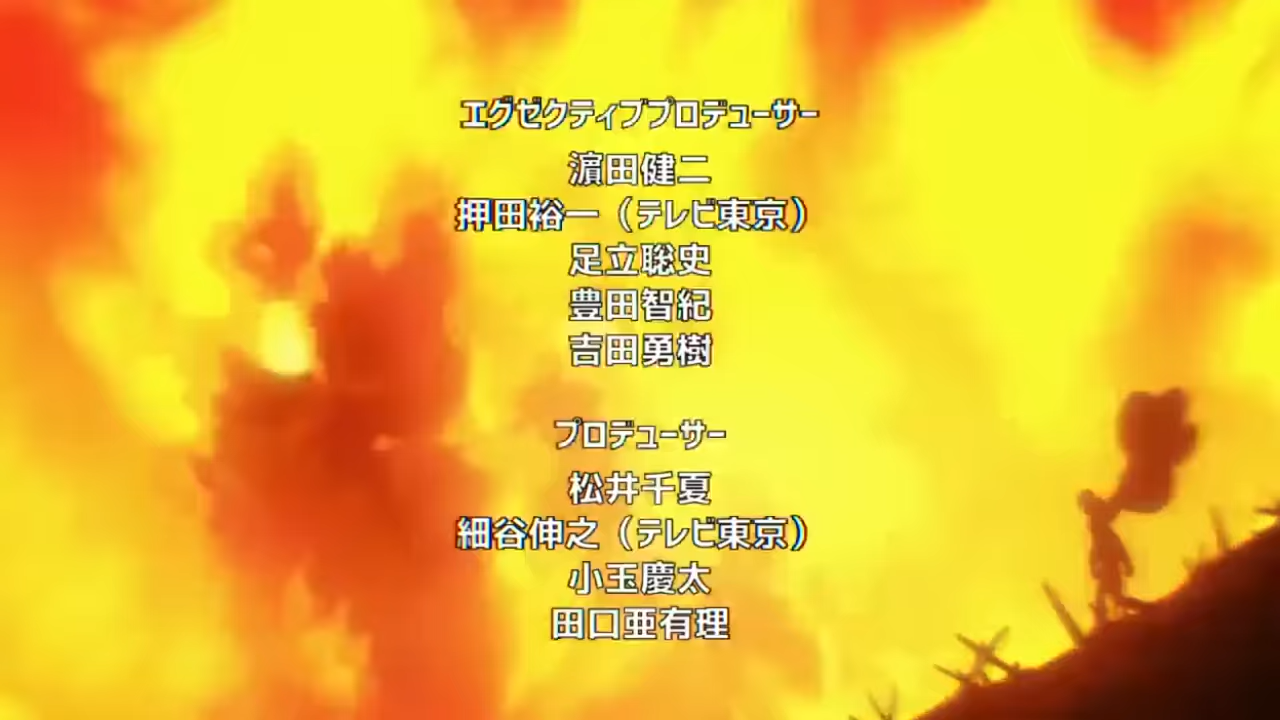 エグゼクティブプロデューサー
濵田健二
押田裕一（テレビ東京）
足立聡史
豊田智紀
吉田勇樹
プロデューサー
松井千夏
細谷伸之（テレビ東京）
小玉慶太
田口亜有理